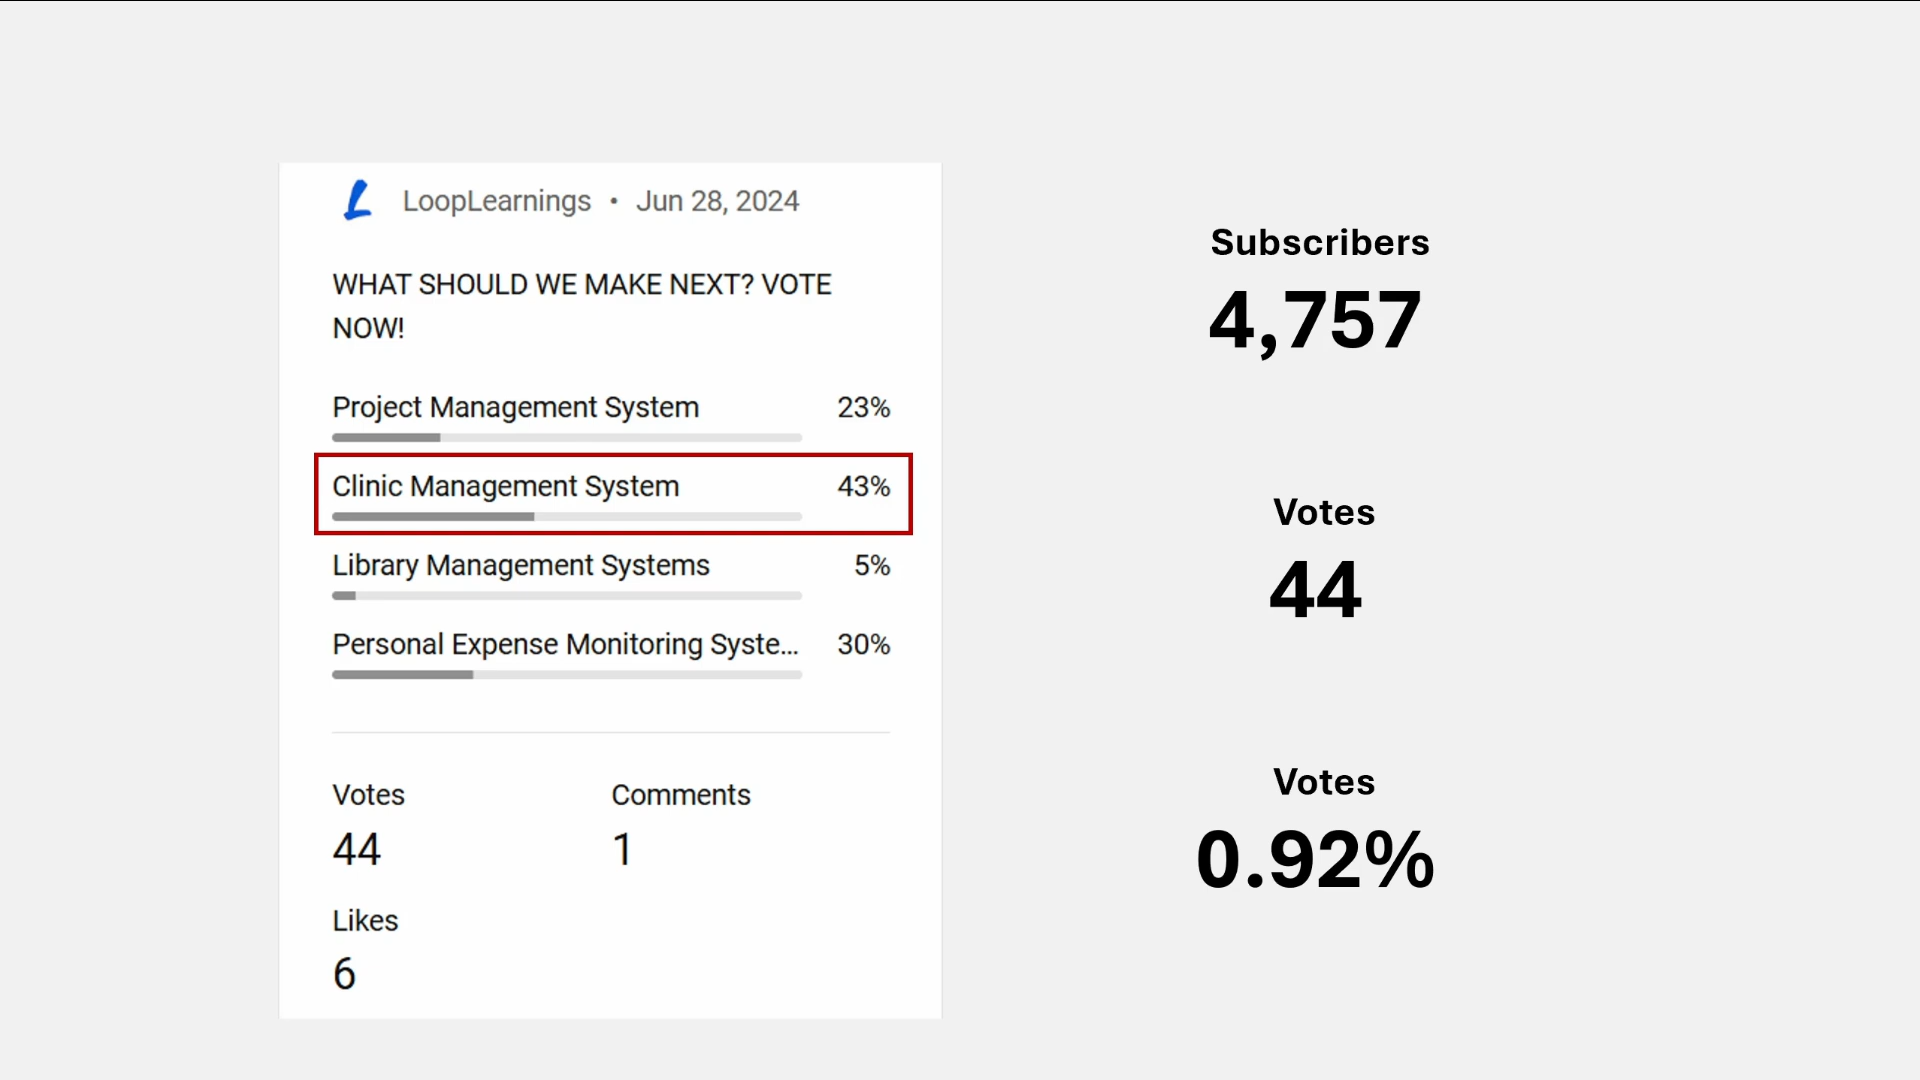 LoopLearnings • Jun 28, 2024
WHAT SHOULD WE MAKE NEXT? VOTE
NOW!
Project Management System 23%
Clinic Management System 43%
Library Management Systems 5%
Personal Expense Monitoring Syste... 30%
Votes Comments
44 1
Likes
6
Subscribers
4,757
Votes
44
Votes
0.92%